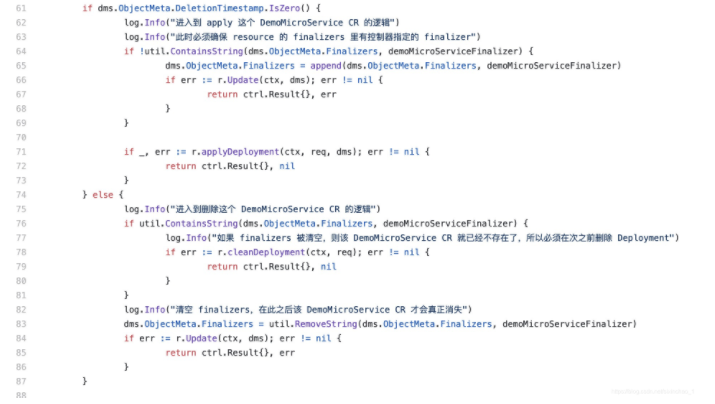 61 if dms.ObjectMeta.DeletionTimestamp.IsZero() {
62 log.Info("进入到 apply 这个 DemoMicroService CR 的逻辑")
63 log.Info("此时必须确保 resource 的 finalizers 里有控制器指定的 finalizer")
64 if !util.ContainsString(dms.ObjectMeta.Finalizers, demoMicroServiceFinalizer) {
65 dms.ObjectMeta.Finalizers = append(dms.ObjectMeta.Finalizers, demoMicroServiceFinalizer)
66 if err := r.Update(ctx, dms); err != nil {
67 return ctrl.Result{}, err
68 }
69 }
70
71 if _, err := r.applyDeployment(ctx, req, dms); err != nil {
72 return ctrl.Result{}, nil
73 }
74 } else {
75 log.Info("进入到删除这个 DemoMicroService CR 的逻辑")
76 if util.ContainsString(dms.ObjectMeta.Finalizers, demoMicroServiceFinalizer) {
77 log.Info("如果 finalizers 被清空，则该 DemoMicroService CR 就已经不存在了，所以必须在次之前删除 Deployment")
78 if err := r.cleanDeployment(ctx, req); err != nil {
79 return ctrl.Result{}, nil
80 }
81 }
82 log.Info("清空 finalizers，在此之后该 DemoMicroService CR 才会真正消失")
83 dms.ObjectMeta.Finalizers = util.RemoveString(dms.ObjectMeta.Finalizers, demoMicroServiceFinalizer)
84 if err := r.Update(ctx, dms); err != nil {
85 return ctrl.Result{}, err
86 }
87 }
88